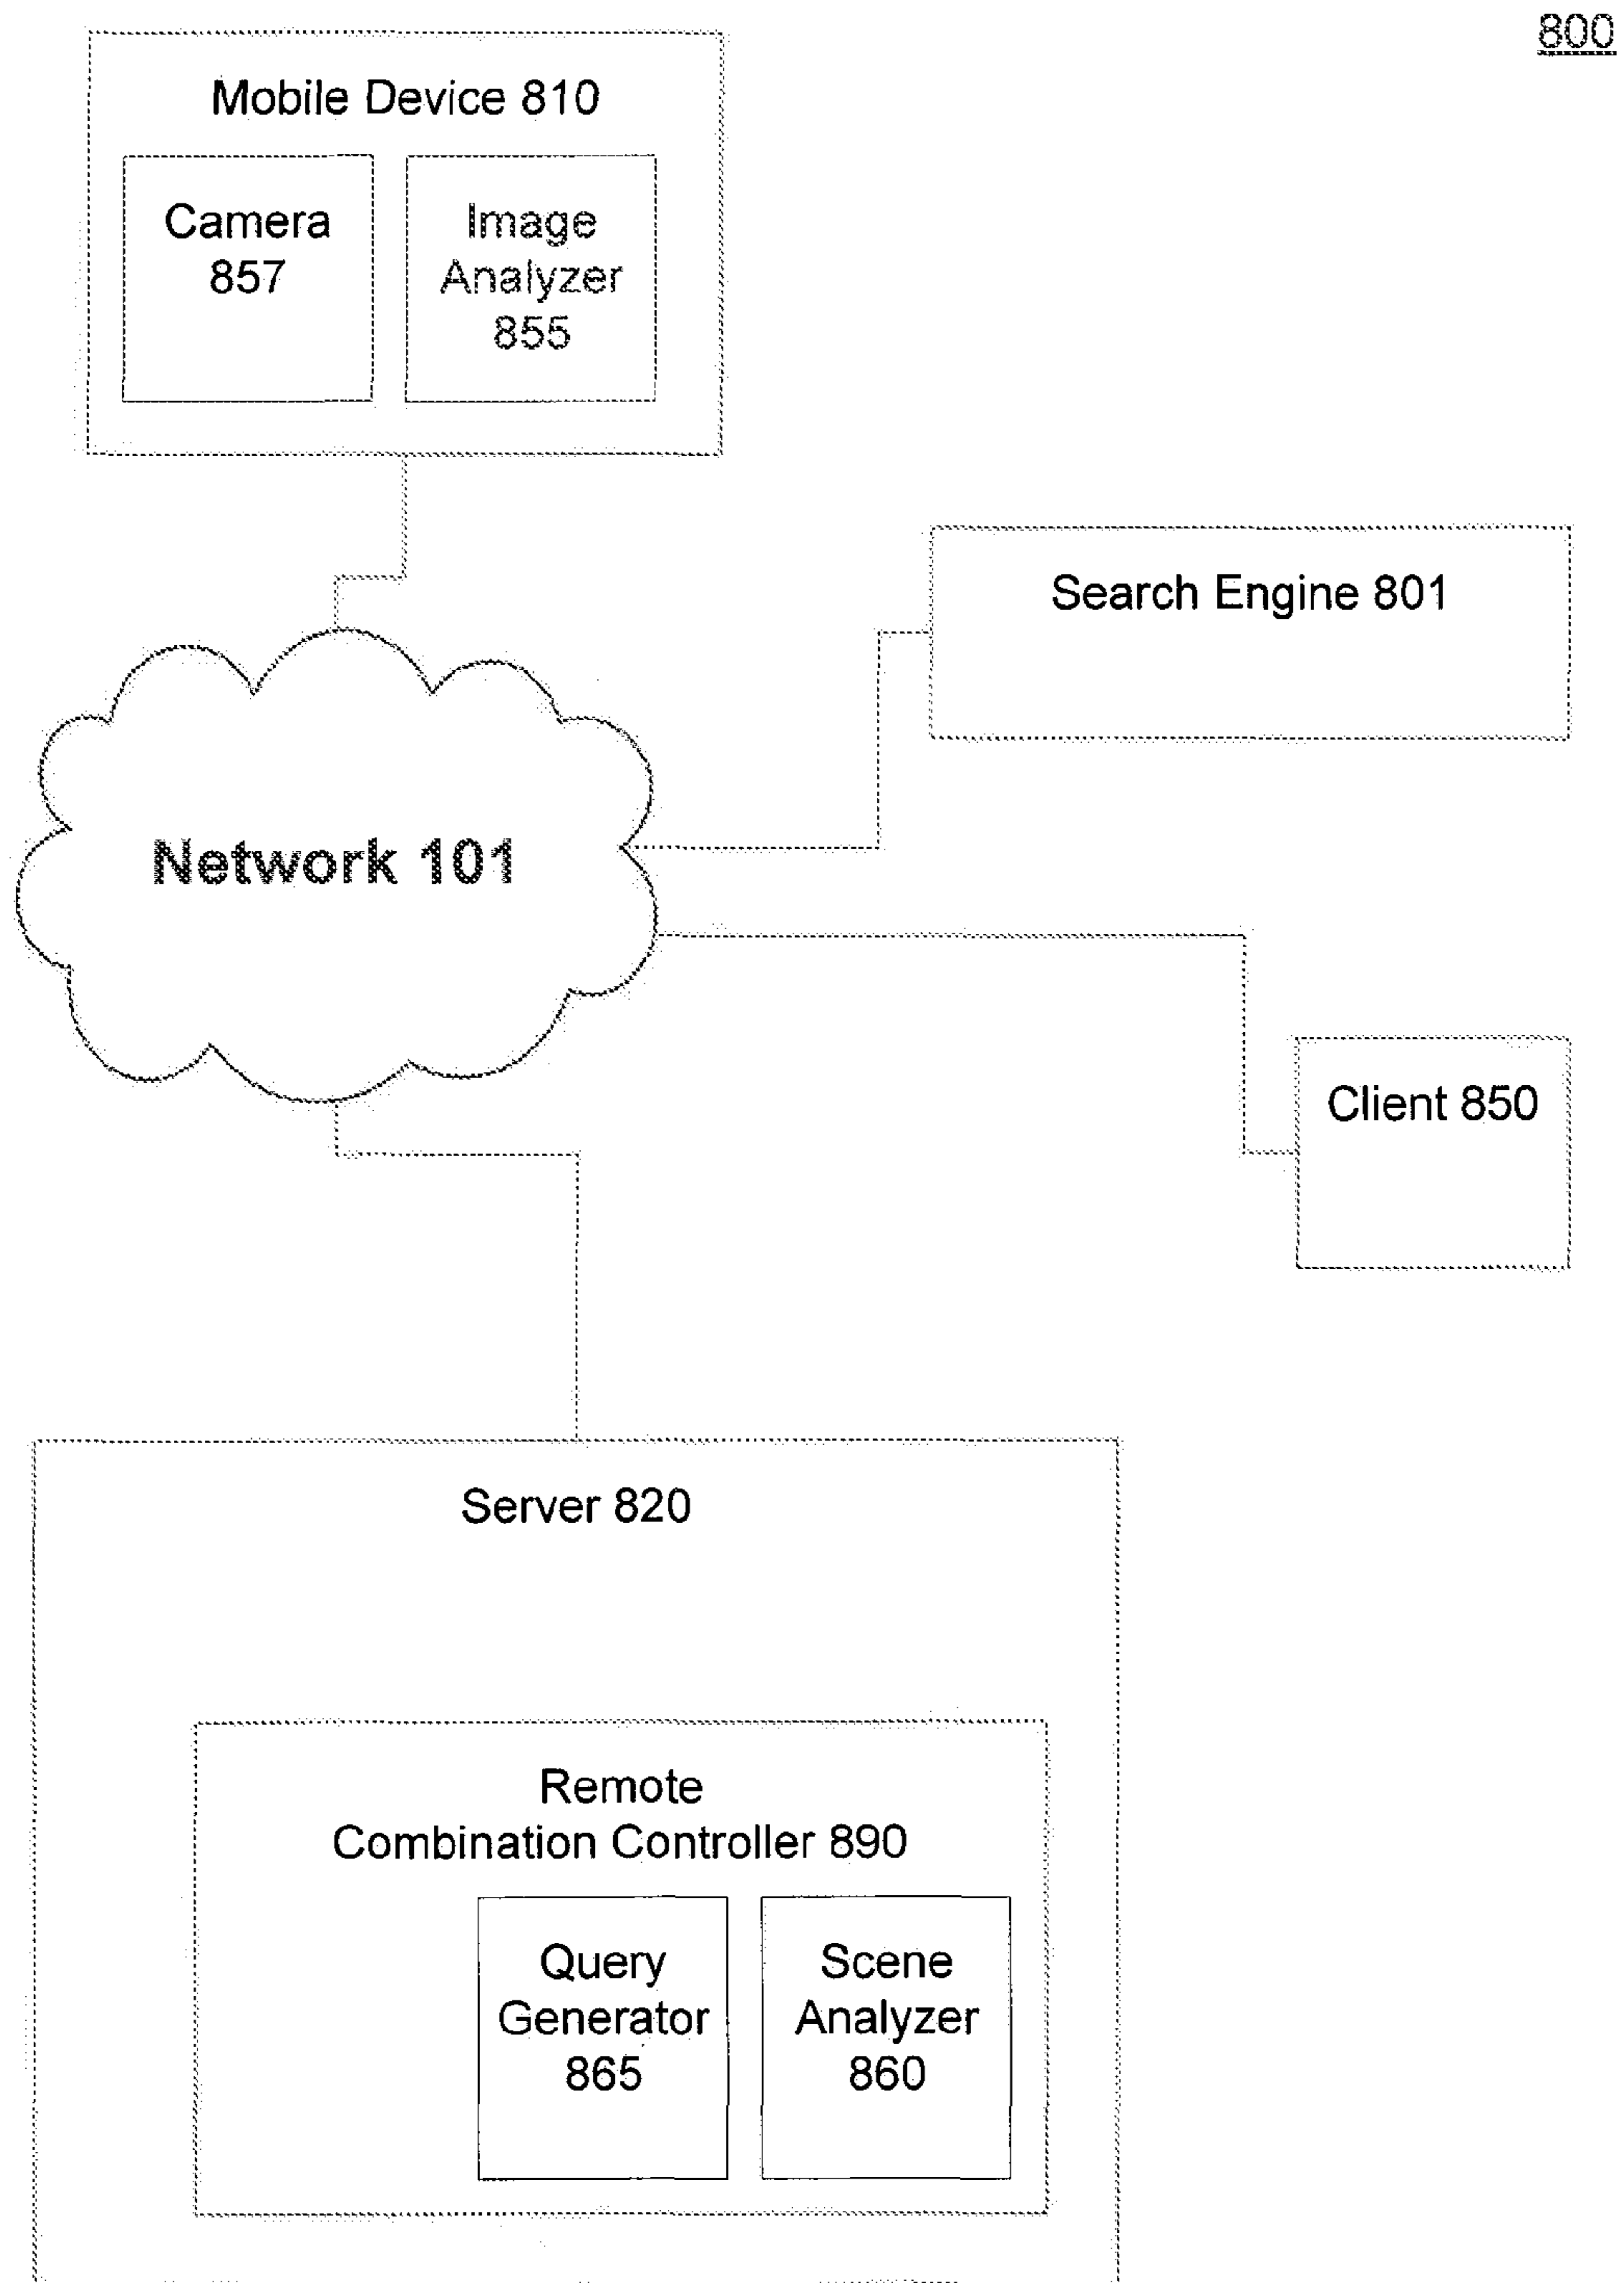 800
Mobile Device 810
Camera
857
Image
Analyzer
855
Search Engine 801
Network 101
Client 850
Server 820
Remote
Combination Controller 890
Query
Generator
865
Scene
Analyzer
860